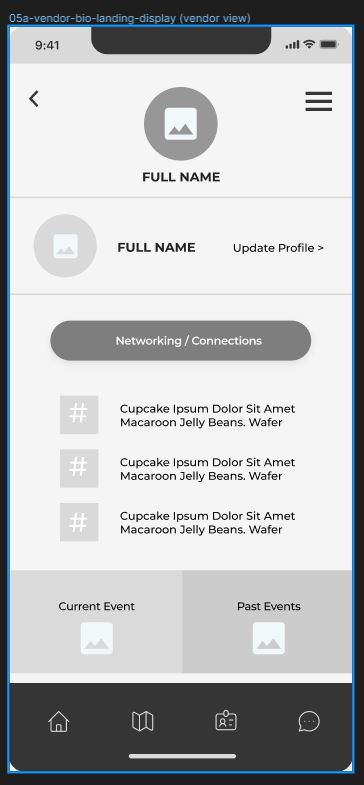 05a-vendor-bio-landing-display (vendor view)
9:41
FULL NAME
FULL NAME
Update Profile >
Networking / Connections
#
Cupcake Ipsum Dolor Sit Amet
Macaroon Jelly Beans. Wafer
#
Cupcake Ipsum Dolor Sit Amet
Macaroon Jelly Beans. Wafer
#
Cupcake Ipsum Dolor Sit Amet
Macaroon Jelly Beans. Wafer
Current Event
Past Events